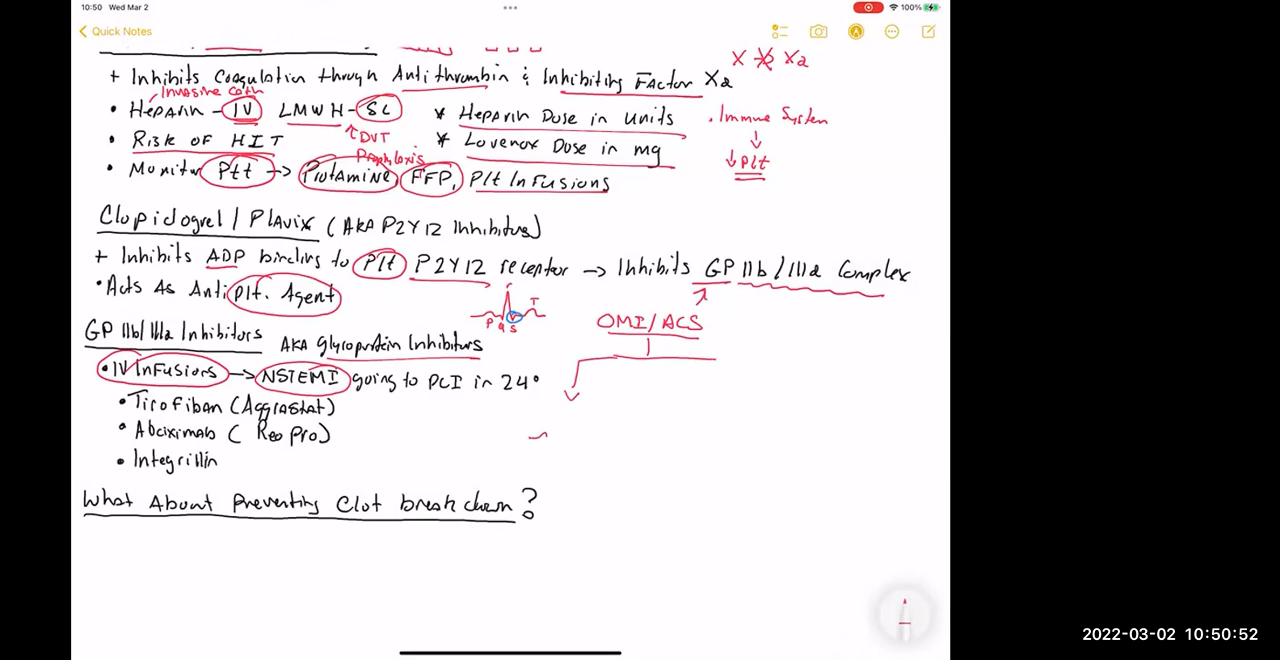 10:50 Wed Mar 2
100%
Quick Notes
X X2 Xa
+ Inhibits Coagulation through Antithrombin & Inhibiting Factor Xa
Invasive Cath
• Heparin - IV LMWH - SC * Heparin Dose in units
. Immune System
• Risk of HIT ↑DVT Prophylaxis * Lovenox Dose in mg
↓Plt
• Monitor Ptt → Protamine, FFP, Plt Infusions
Clopidogrel / Plavix (AKA P2Y12 Inhibitors)
+ Inhibits ADP binding to Plt P2Y12 receptor → Inhibits GP IIb/IIIa Complex
• Acts As Anti Plt. Agent
r T
P q s
OMI/ACS
GP IIb/IIIa Inhibitors AKA Glycoprotein Inhibitors
• IV Infusions → NSTEMI going to PCI in 24°
• Tirofiban (Aggrastat)
• Abciximab (Reo Pro)
• Integrillin
What About Preventing Clot breakdown?
2022-03-02 10:50:52